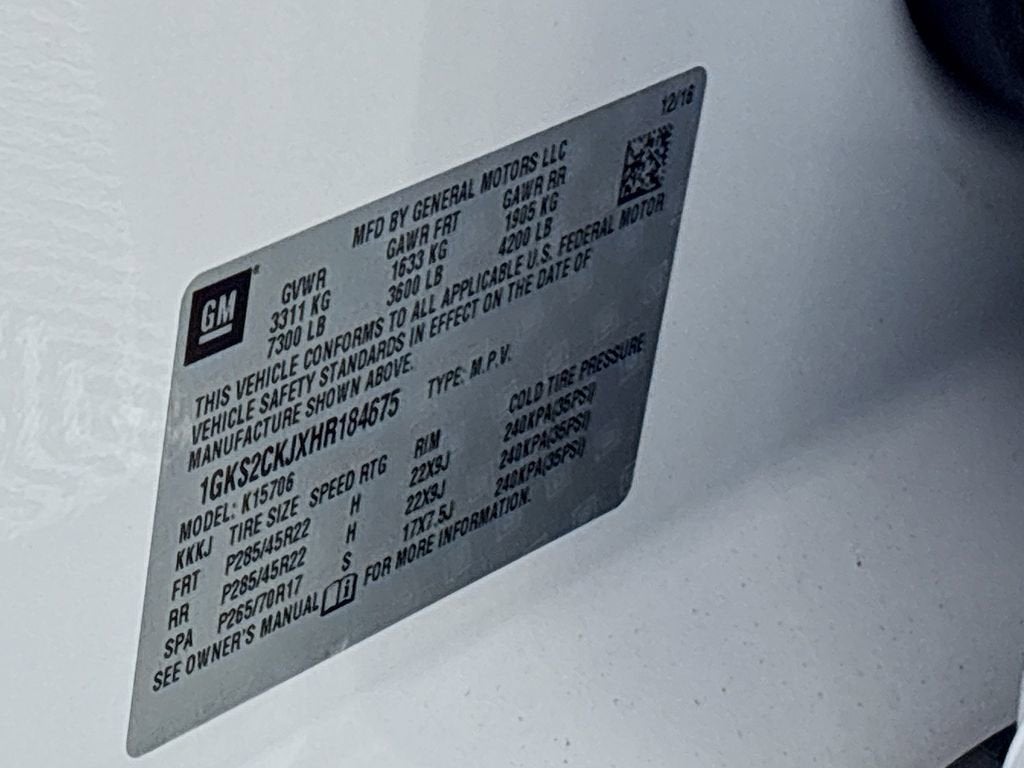 12/16
MFD BY GENERAL MOTORS LLC
GM
GVWR GAWR FRT GAWR RR
3311 KG 1633 KG 1905 KG
7300 LB 3600 LB 4200 LB
THIS VEHICLE CONFORMS TO ALL APPLICABLE U.S. FEDERAL MOTOR
VEHICLE SAFETY STANDARDS IN EFFECT ON THE DATE OF
MANUFACTURE SHOWN ABOVE.
1GKS2CKJXHR184675 TYPE: M.P.V.
MODEL: K15706
KKKJ TIRE SIZE SPEED RTG RIM COLD TIRE PRESSURE
FRT P285/45R22 H 22X9J 240KPA(35PSI)
RR P285/45R22 H 22X9J 240KPA(35PSI)
SPA P265/70R17 S 17X7.5J 240KPA(35PSI)
SEE OWNER'S MANUAL FOR MORE INFORMATION.